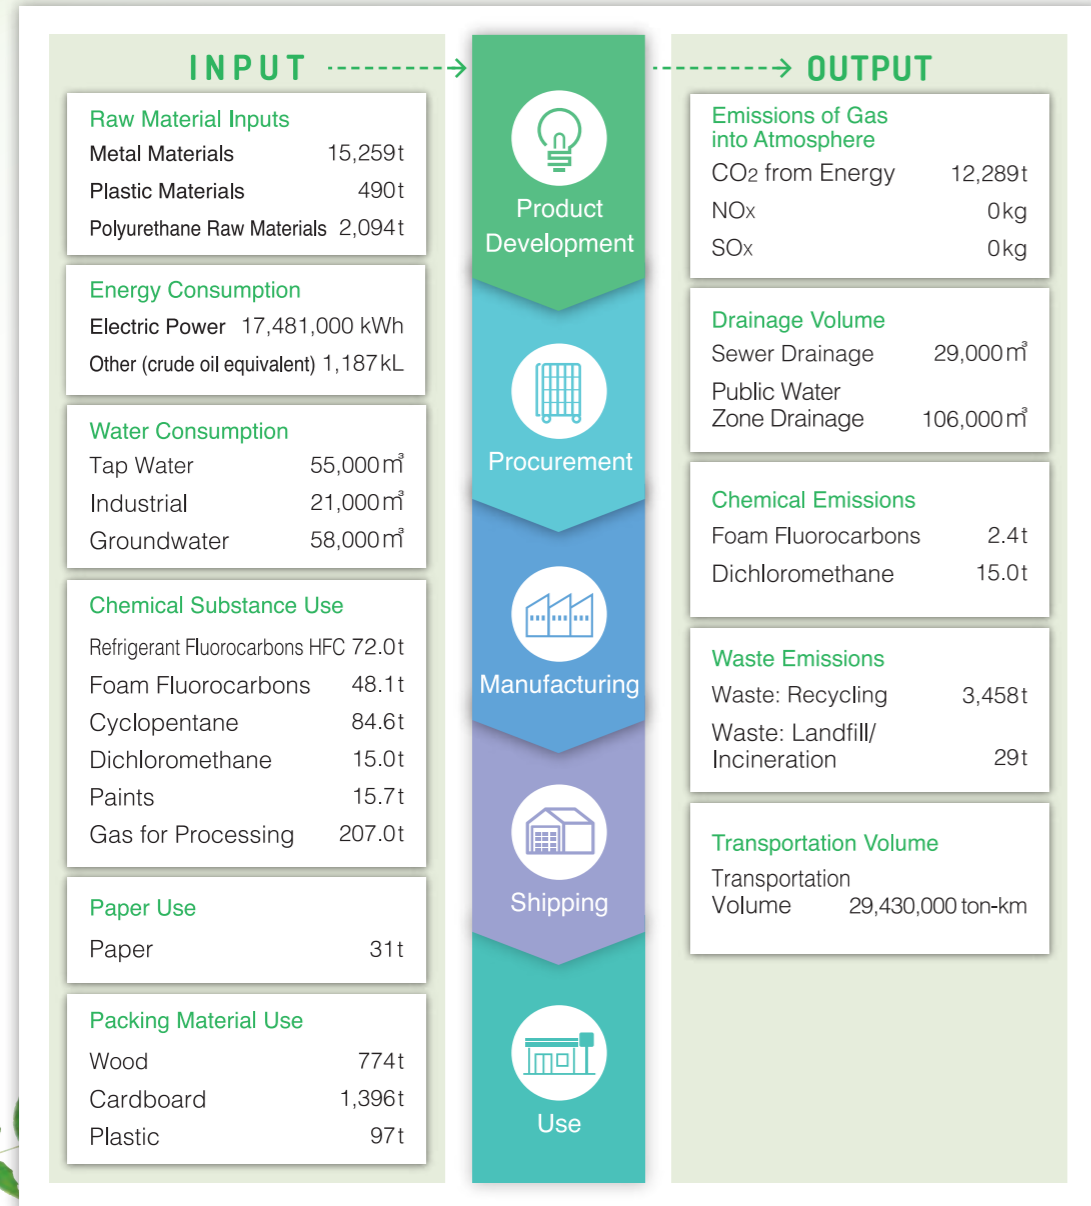 INPUT
Raw Material Inputs
Metal Materials 15,259t
Plastic Materials 490t
Polyurethane Raw Materials 2,094t
Energy Consumption
Electric Power 17,481,000 kWh
Other (crude oil equivalent) 1,187kL
Water Consumption
Tap Water 55,000㎥
Industrial 21,000㎥
Groundwater 58,000㎥
Chemical Substance Use
Refrigerant Fluorocarbons HFC 72.0t
Foam Fluorocarbons 48.1t
Cyclopentane 84.6t
Dichloromethane 15.0t
Paints 15.7t
Gas for Processing 207.0t
Paper Use
Paper 31t
Packing Material Use
Wood 774t
Cardboard 1,396t
Plastic 97t
Product
Development
Procurement
Manufacturing
Shipping
Use
OUTPUT
Emissions of Gas
into Atmosphere
CO2 from Energy 12,289t
NOx 0kg
SOx 0kg
Drainage Volume
Sewer Drainage 29,000㎥
Public Water
Zone Drainage 106,000㎥
Chemical Emissions
Foam Fluorocarbons 2.4t
Dichloromethane 15.0t
Waste Emissions
Waste: Recycling 3,458t
Waste: Landfill/
Incineration 29t
Transportation Volume
Transportation
Volume 29,430,000 ton-km